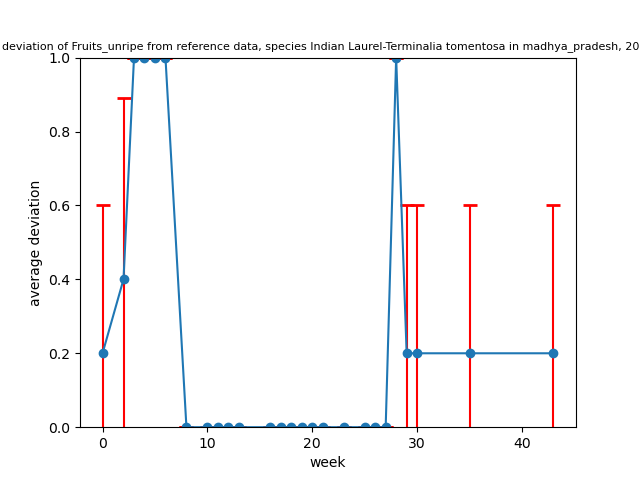 deviation of Fruits_unripe from reference data, species Indian Laurel-Terminalia tomentosa in madhya_pradesh, 20
1.0
0.8
0.6
0.4
0.2
0.0
average deviation
0 10 20 30 40
week